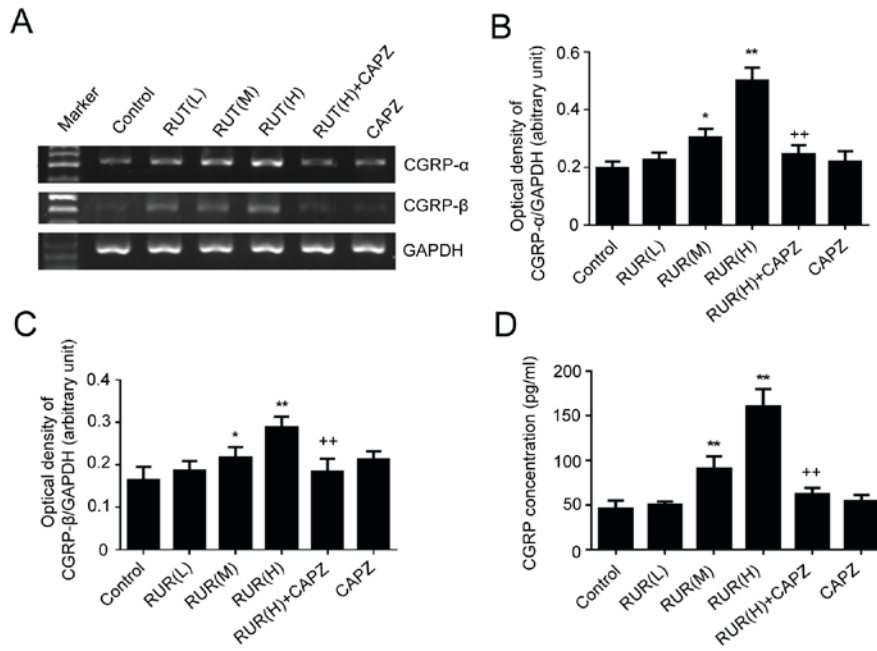 A
Marker
Control
RUT(L)
RUT(M)
RUT(H)
RUT(H)+CAPZ
CAPZ
CGRP-α
CGRP-β
GAPDH
B
Optical density of
CGRP-α/GAPDH (abitrary unit)
0.6
0.4
0.2
0
*
**
++
Control
RUR(L)
RUR(M)
RUR(H)
RUR(H)+CAPZ
CAPZ
C
Optical density of
CGRP-β/GAPDH (arbitrary unit)
0.4
0.3
0.2
0.1
0
*
**
++
Control
RUR(L)
RUR(M)
RUR(H)
RUR(H)+CAPZ
CAPZ
D
CGRP concentration (pg/ml)
200
150
100
50
0
**
**
++
Control
RUR(L)
RUR(M)
RUR(H)
RUR(H)+CAPZ
CAPZ